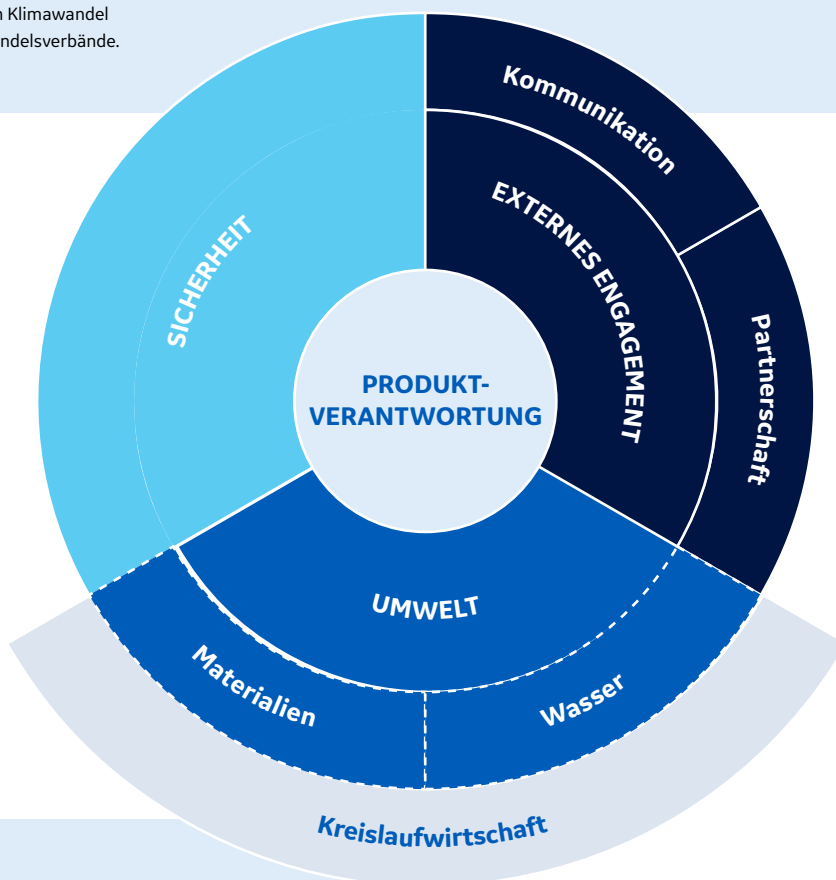 Klimawandel
ndelsverbände.
Kommunikation
EXTERNES ENGAGEMENT
SICHERHEIT
Partnerschaft
PRODUKT-
VERANTWORTUNG
UMWELT
Materialien
Wasser
Kreislaufwirtschaft